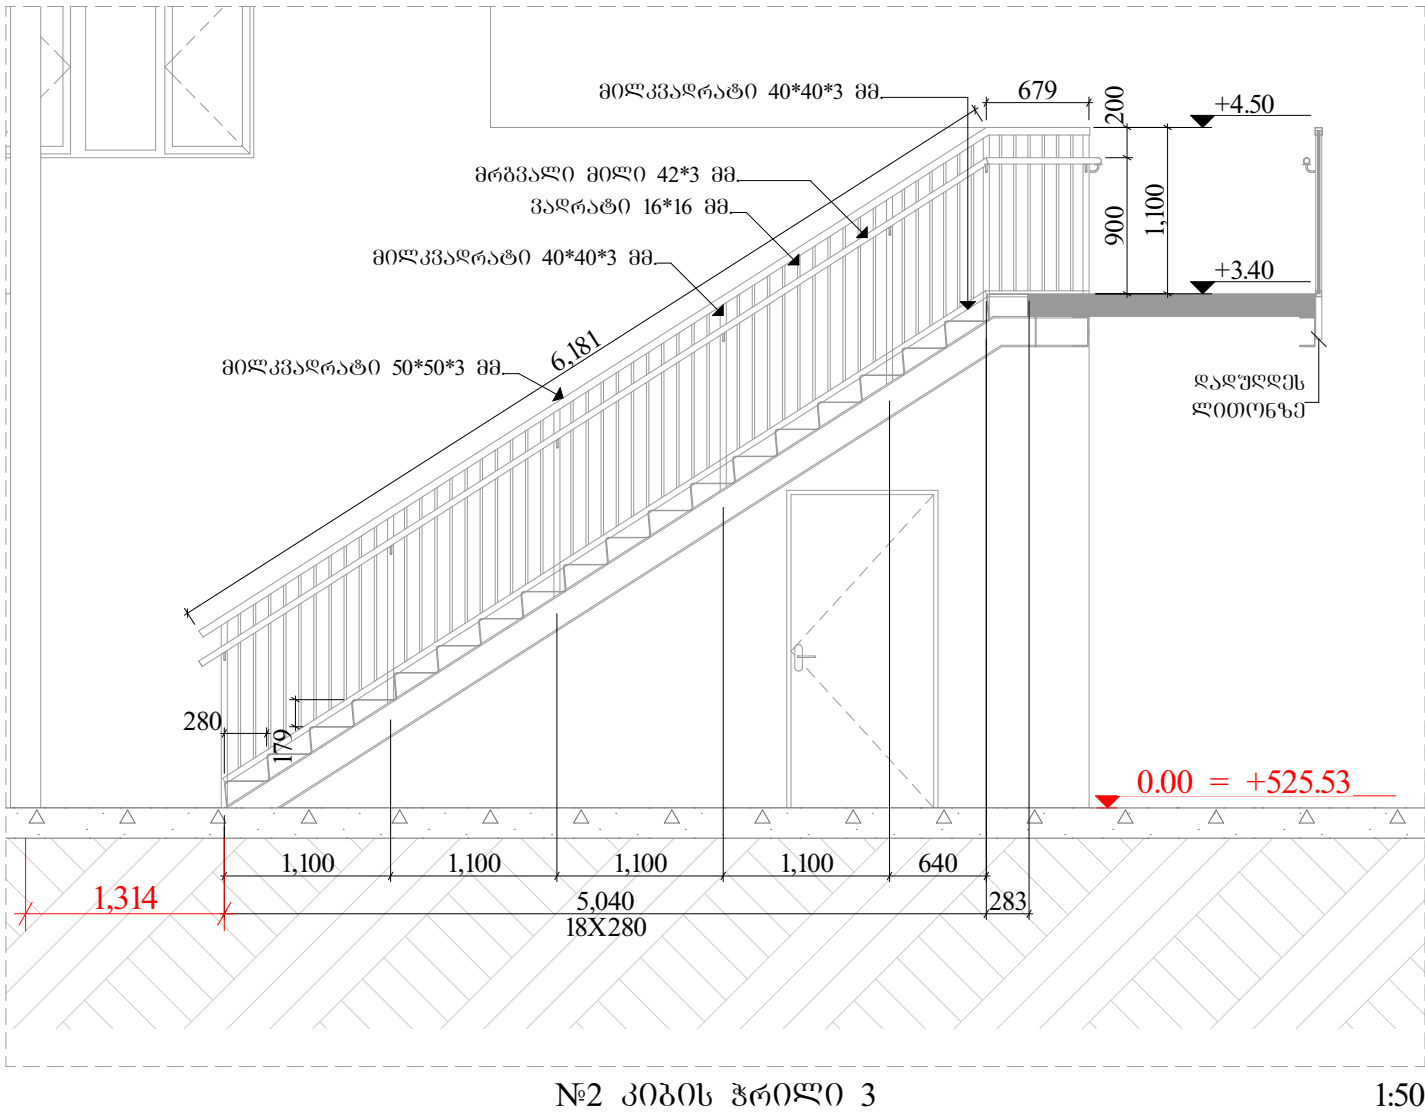 მილკვადრატი 40*40*3 მმ.
679
200
+4.50
მრგვალი მილი 42*3 მმ.
ვადრატი 16*16 მმ.
მილკვადრატი 40*40*3 მმ.
900
1,100
+3.40
6,181
მილკვადრატი 50*50*3 მმ.
დადუღდეს
ლითონზე
280
179
0.00 = +525.53
1,100
1,100
1,100
1,100
640
1,314
5,040
283
18X280
№2 კიბის ჭრილი 3
1:50